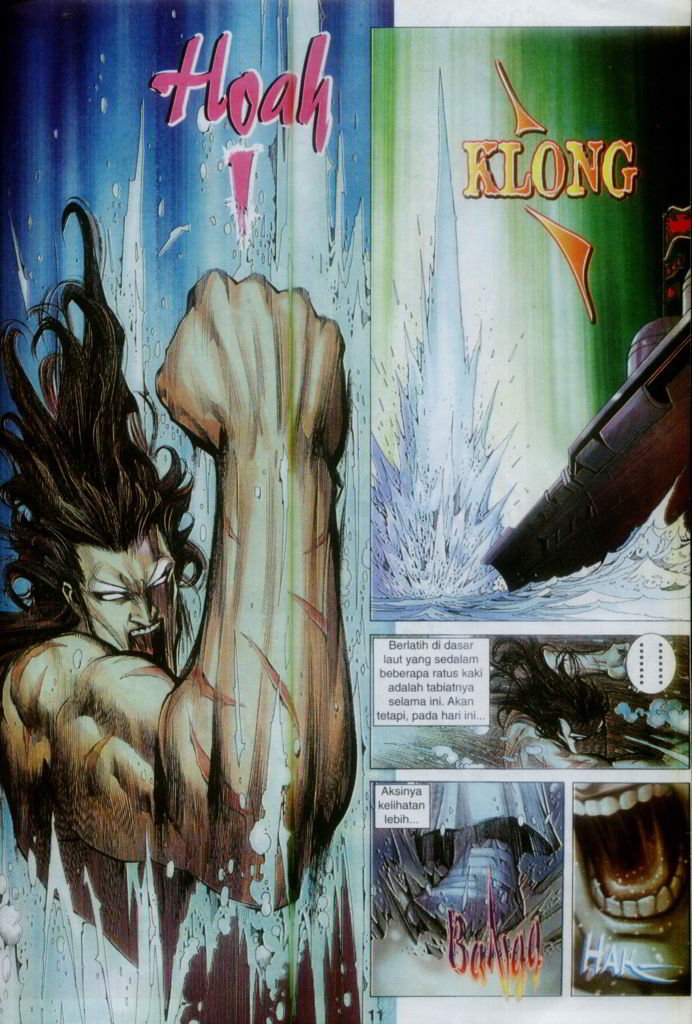 Hoah
!
KLONG
Berlatih di dasar
laut yang sedalam
beberapa ratus kaki
adalah tabiatnya
selama ini. Akan
tetapi, pada hari ini...
Aksinya
kelihatan
lebih...
HAK
11